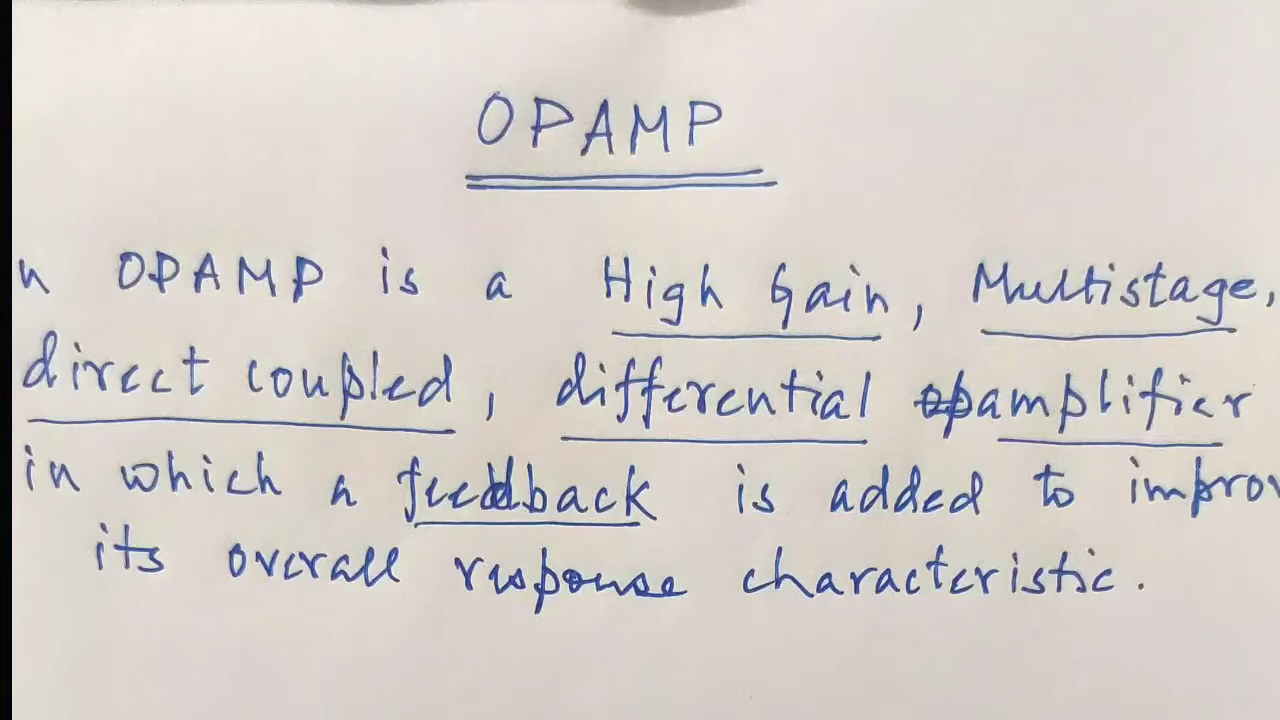 OPAMP
n OPAMP is a High Gain, Multistage,
direct coupled, differential amplifier
in which a feedback is added to improv
its overall response characteristic.